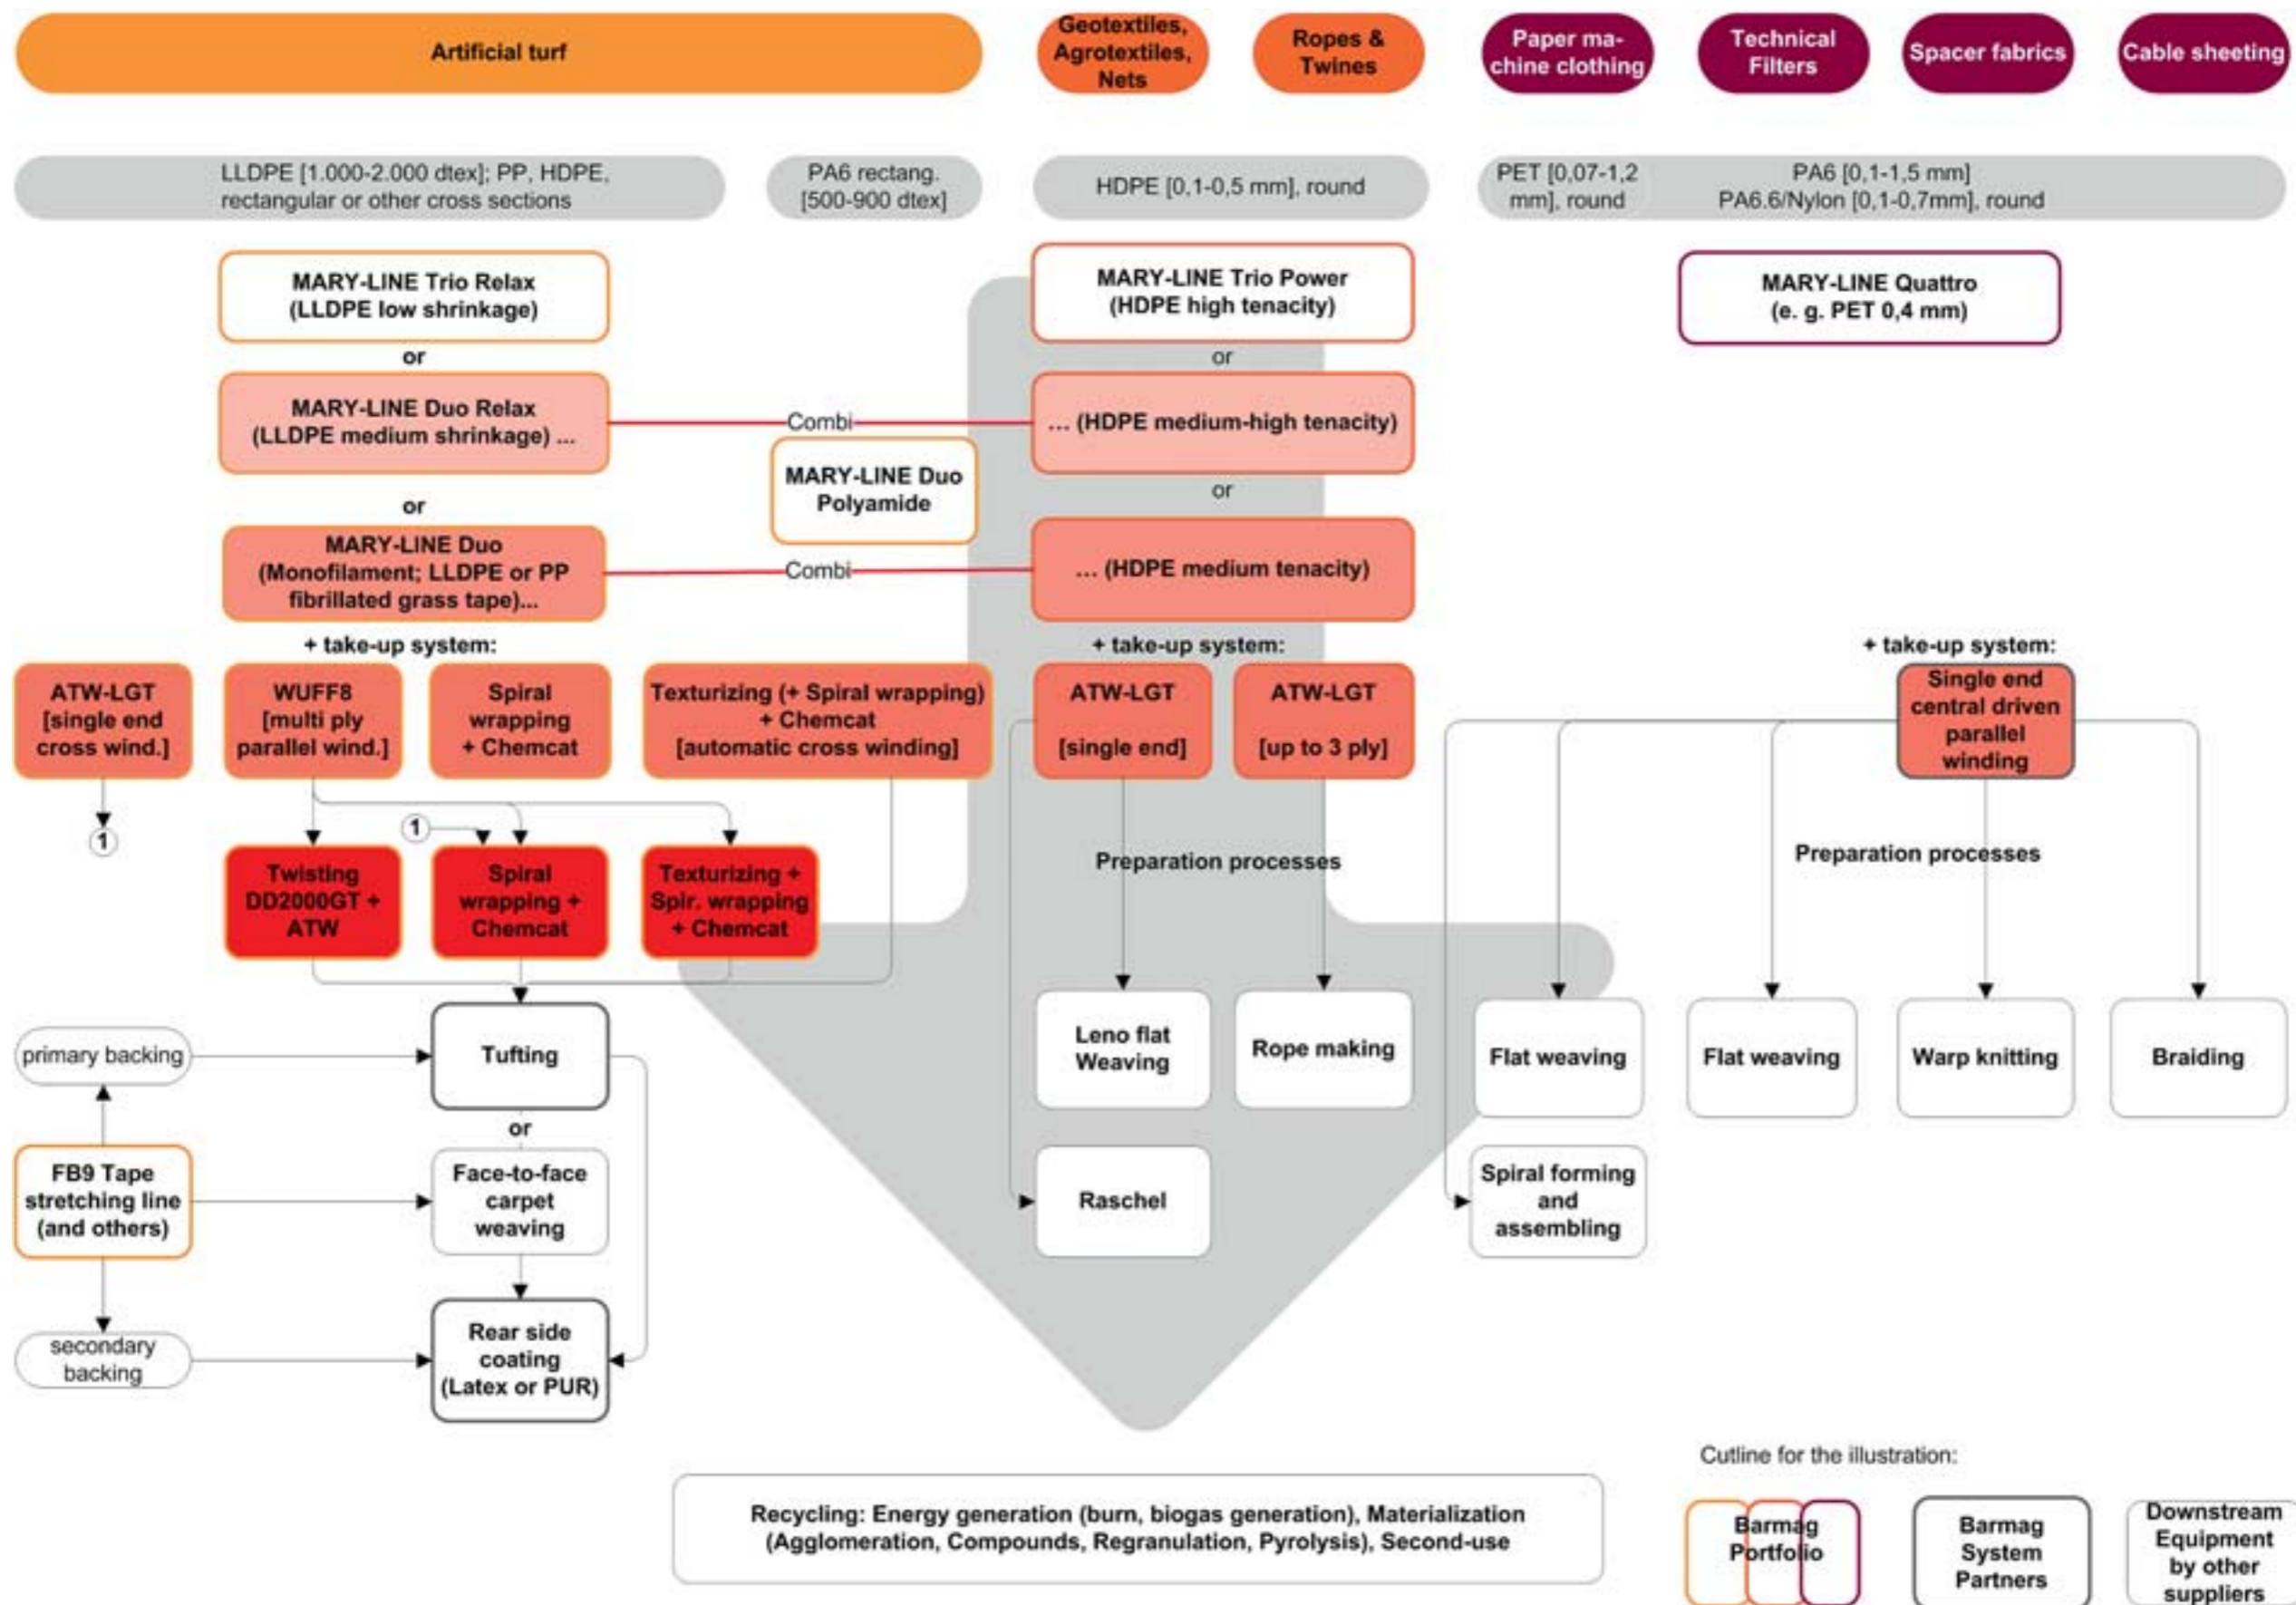 Artificial turf
Geotextiles,
Agrotextiles,
Nets
Ropes &
Twines
Paper ma-
chine clothing
Technical
Filters
Spacer fabrics
Cable sheeting
LLDPE [1.000-2.000 dtex]; PP, HDPE,
rectangular or other cross sections
PA6 rectang.
[500-900 dtex]
HDPE [0,1-0,5 mm], round
PET [0,07-1,2
mm], round
PA6 [0,1-1,5 mm]
PA6.6/Nylon [0,1-0,7mm], round
MARY-LINE Trio Relax
(LLDPE low shrinkage)
MARY-LINE Trio Power
(HDPE high tenacity)
MARY-LINE Quattro
(e. g. PET 0,4 mm)
or
or
MARY-LINE Duo Relax
(LLDPE medium shrinkage) ...
Combi
... (HDPE medium-high tenacity)
MARY-LINE Duo
Polyamide
or
or
MARY-LINE Duo
(Monofilament; LLDPE or PP
fibrillated grass tape)...
Combi
... (HDPE medium tenacity)
+ take-up system:
+ take-up system:
+ take-up system:
ATW-LGT
[single end
cross wind.]
WUFF8
[multi ply
parallel wind.]
Spiral
wrapping
+ Chemcat
Texturizing (+ Spiral wrapping)
+ Chemcat
[automatic cross winding]
ATW-LGT
[single end]
ATW-LGT
[up to 3 ply]
Single end
central driven
parallel
winding
1
1
Twisting
DD2000GT +
ATW
Spiral
wrapping +
Chemcat
Texturizing +
Spir. wrapping
+ Chemcat
Preparation processes
Preparation processes
primary backing
Tufting
Leno flat
Weaving
Rope making
Flat weaving
Flat weaving
Warp knitting
Braiding
or
FB9 Tape
stretching line
(and others)
Face-to-face
carpet
weaving
Raschel
Spiral forming
and
assembling
secondary
backing
Rear side
coating
(Latex or PUR)
Recycling: Energy generation (burn, biogas generation), Materialization
(Agglomeration, Compounds, Regranulation, Pyrolysis), Second-use
Cutline for the illustration:
Barmag
Portfolio
Barmag
System
Partners
Downstream
Equipment
by other
suppliers